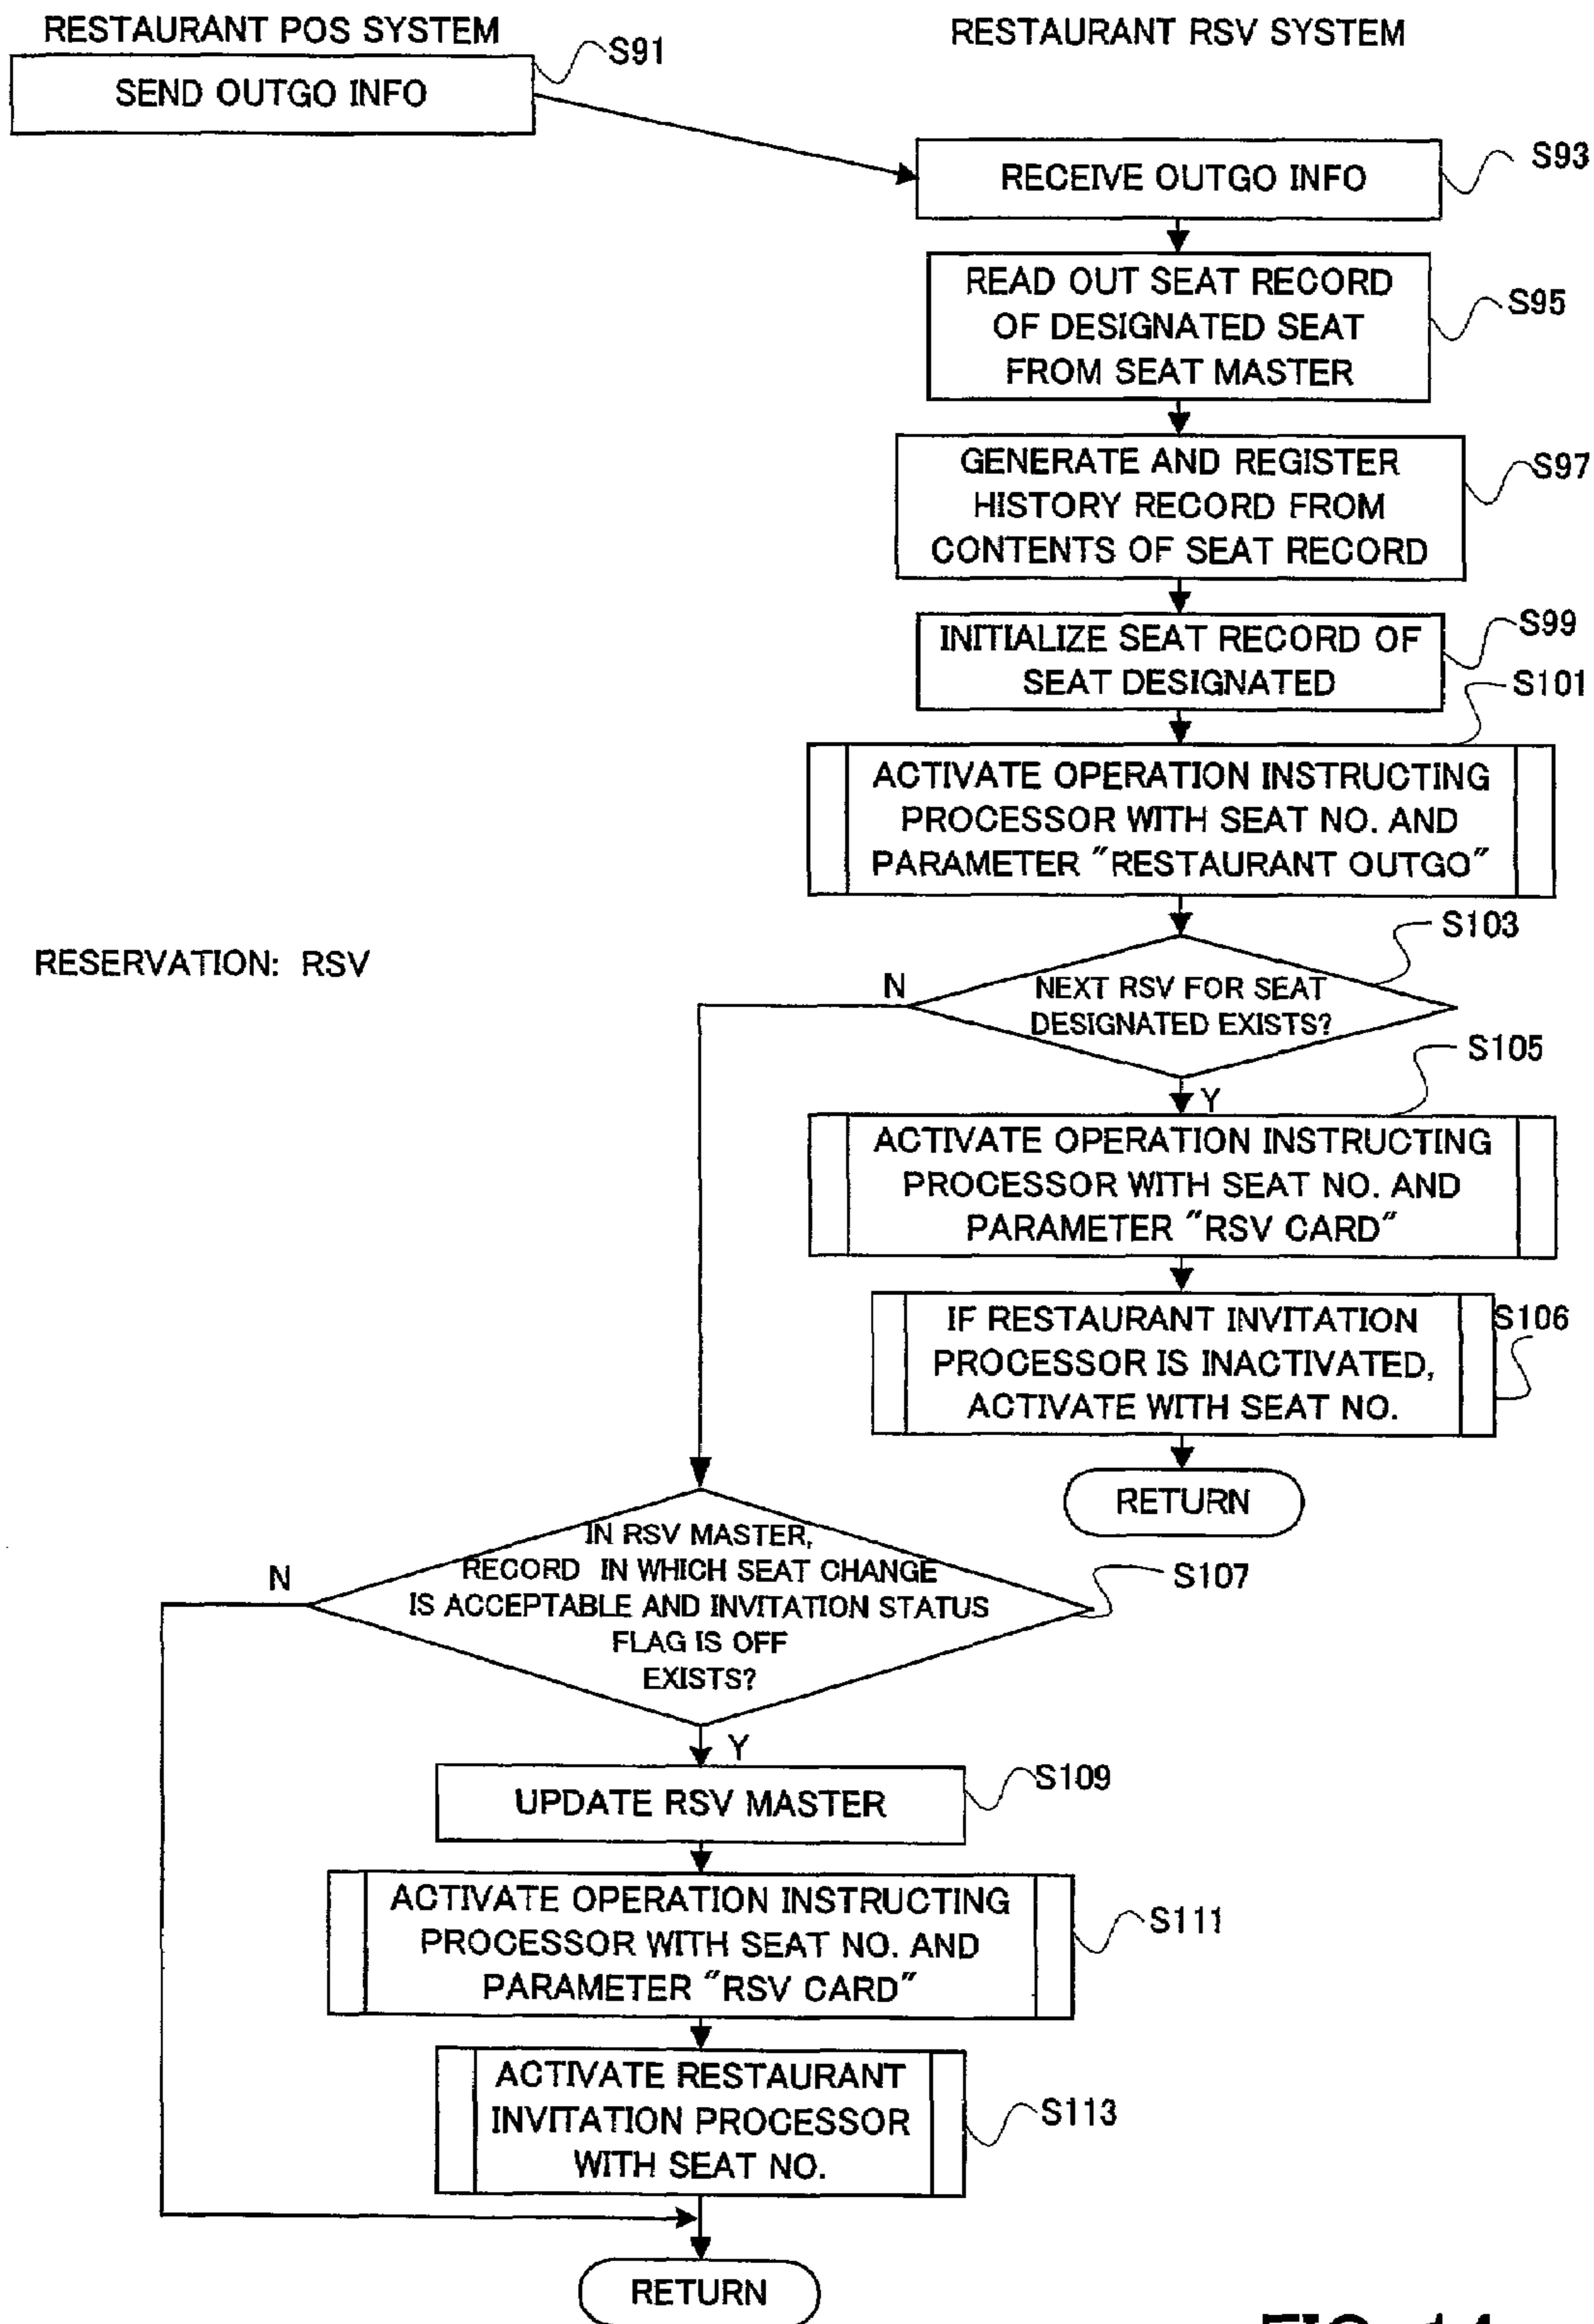 RESTAURANT POS SYSTEM
RESTAURANT RSV SYSTEM
SEND OUTGO INFO
S91
RECEIVE OUTGO INFO
S93
READ OUT SEAT RECORD
OF DESIGNATED SEAT
FROM SEAT MASTER
S95
GENERATE AND REGISTER
HISTORY RECORD FROM
CONTENTS OF SEAT RECORD
S97
INITIALIZE SEAT RECORD OF
SEAT DESIGNATED
S99
S101
ACTIVATE OPERATION INSTRUCTING
PROCESSOR WITH SEAT NO. AND
PARAMETER "RESTAURANT OUTGO"
S103
RESERVATION: RSV
N
NEXT RSV FOR SEAT
DESIGNATED EXISTS?
S105
Y
ACTIVATE OPERATION INSTRUCTING
PROCESSOR WITH SEAT NO. AND
PARAMETER "RSV CARD"
IF RESTAURANT INVITATION
PROCESSOR IS INACTIVATED,
ACTIVATE WITH SEAT NO.
S106
RETURN
IN RSV MASTER,
RECORD IN WHICH SEAT CHANGE
IS ACCEPTABLE AND INVITATION STATUS
FLAG IS OFF
EXISTS?
N
S107
Y
UPDATE RSV MASTER
S109
ACTIVATE OPERATION INSTRUCTING
PROCESSOR WITH SEAT NO. AND
PARAMETER "RSV CARD"
S111
ACTIVATE RESTAURANT
INVITATION PROCESSOR
WITH SEAT NO.
S113
RETURN